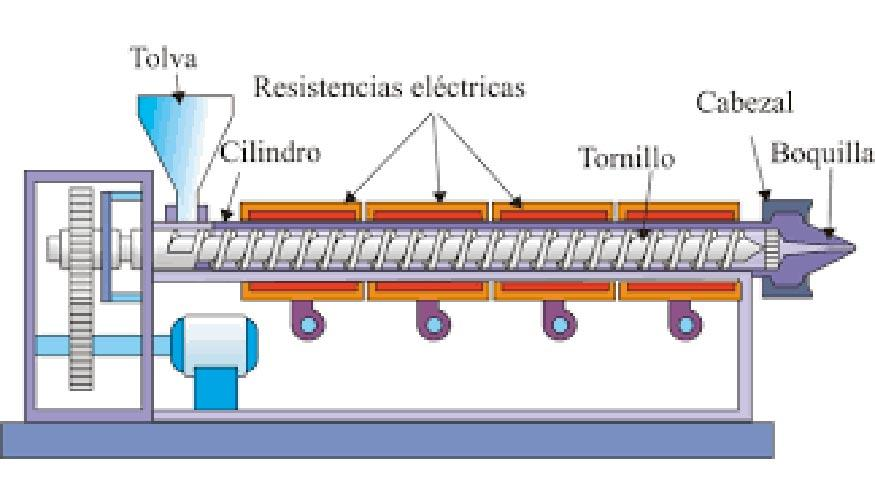 Tolva
Resistencias eléctricas
Cabezal
Cilindro
Tornillo
Boquilla